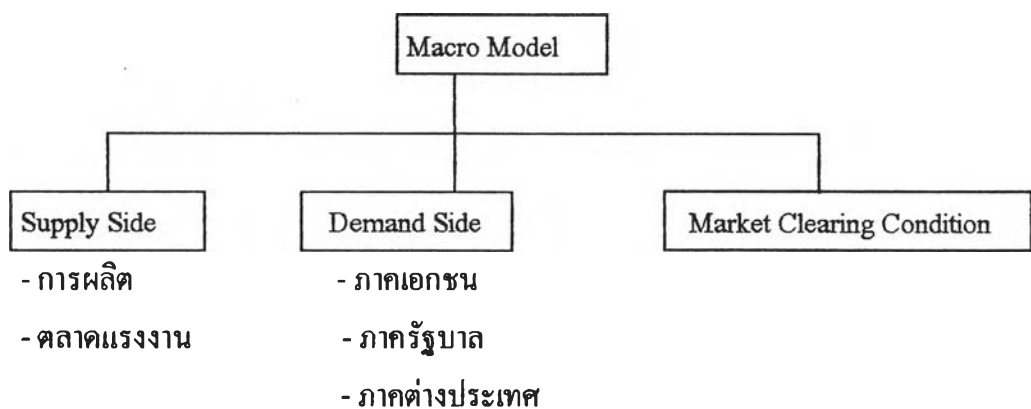 Macro Model
Supply Side
Demand Side
Market Clearing Condition
- การผลิต
- ตลาดแรงงาน
- ภาคเอกชน
- ภาครัฐบาล
- ภาคต่างประเทศ